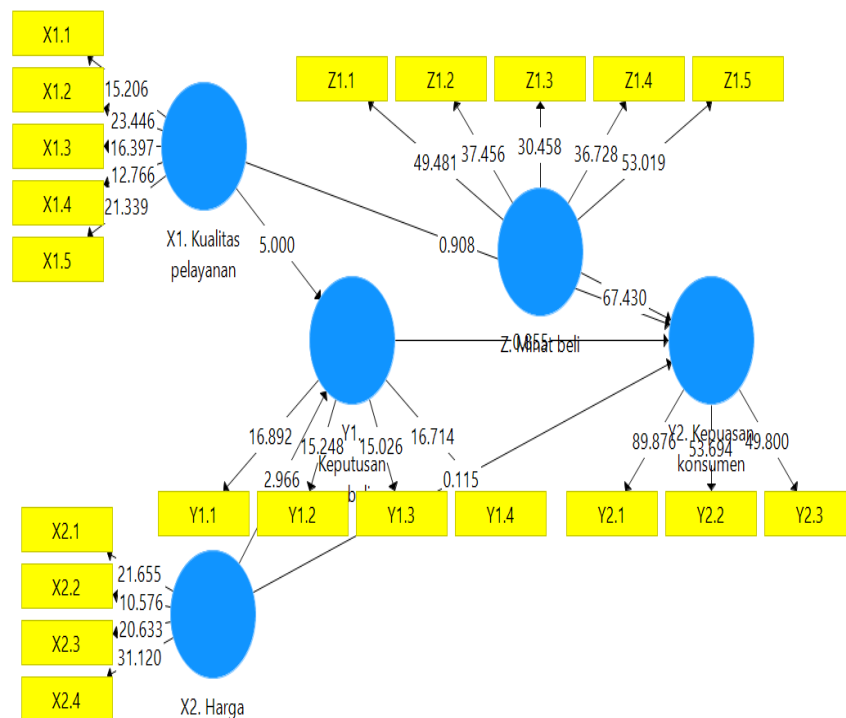 X1.1
X1.2
X1.3
X1.4
X1.5
15.206
23.446
16.397
12.766
21.339
X1. Kualitas
pelayanan
Z1.1
Z1.2
Z1.3
Z1.4
Z1.5
49.481
37.456
30.458
36.728
53.019
5.000
0.908
67.430
Z. Minat beli
0.855
Y1.
Keputusan
beli
16.892
15.248
15.026
16.714
2.966
0.115
Y2. Kepuasan
konsumen
89.876
53.694
49.800
Y1.1
Y1.2
Y1.3
Y1.4
Y2.1
Y2.2
Y2.3
X2.1
X2.2
X2.3
X2.4
21.655
10.576
20.633
31.120
X2. Harga